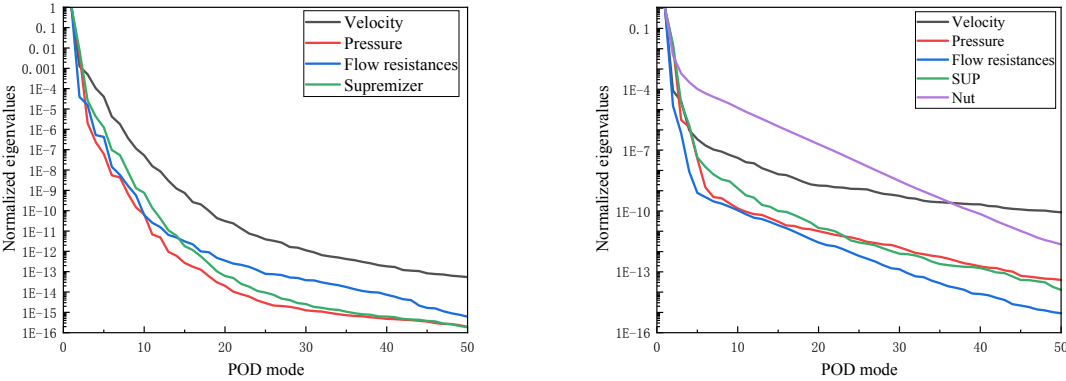 1
0.1
0.01
0.001
1E-4
1E-5
1E-6
1E-7
1E-8
1E-9
1E-10
1E-11
1E-12
1E-13
1E-14
1E-15
1E-16
Normalized eigenvalues
0 10 20 30 40 50
POD mode
Velocity
Pressure
Flow resistances
Supremizer
0.1
1E-4
1E-7
1E-10
1E-13
1E-16
Normalized eigenvalues
0 10 20 30 40 50
POD mode
Velocity
Pressure
Flow resistances
SUP
Nut